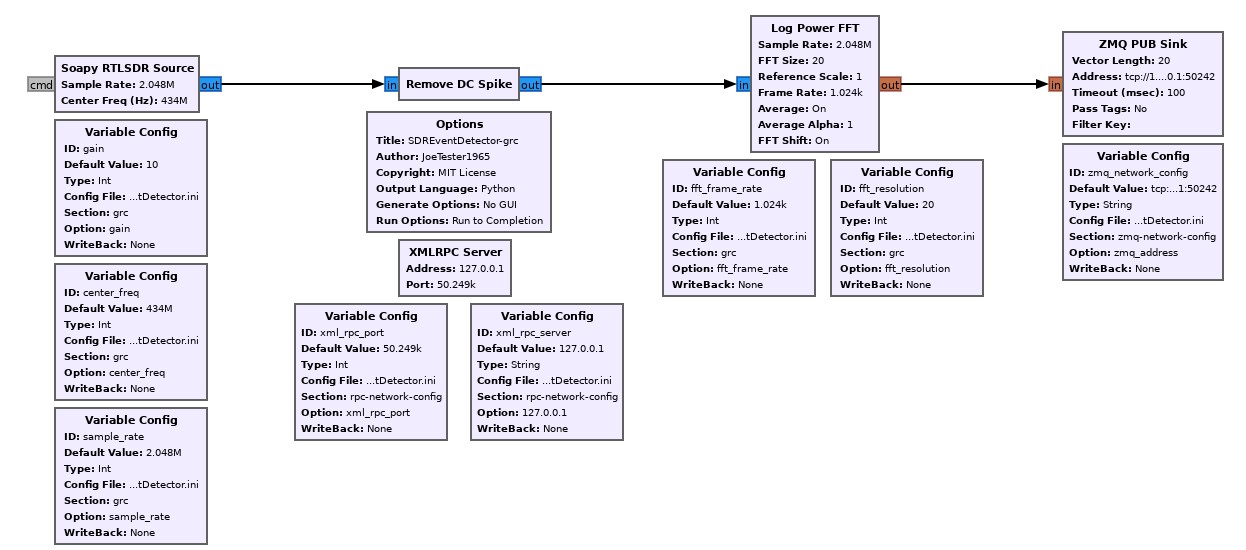 cmd
Soapy RTLSDR Source
Sample Rate: 2.048M
Center Freq (Hz): 434M
out
Variable Config
ID: gain
Default Value: 10
Type: Int
Config File: ...tDetector.ini
Section: grc
Option: gain
WriteBack: None
Variable Config
ID: center_freq
Default Value: 434M
Type: Int
Config File: ...tDetector.ini
Section: grc
Option: center_freq
WriteBack: None
Variable Config
ID: sample_rate
Default Value: 2.048M
Type: Int
Config File: ...tDetector.ini
Section: grc
Option: sample_rate
WriteBack: None
in
Remove DC Spike
out
Options
Title: SDREventDetector-grc
Author: JoeTester1965
Copyright: MIT License
Output Language: Python
Generate Options: No GUI
Run Options: Run to Completion
XMLRPC Server
Address: 127.0.0.1
Port: 50.249k
Variable Config
ID: xml_rpc_port
Default Value: 50.249k
Type: Int
Config File: ...tDetector.ini
Section: rpc-network-config
Option: xml_rpc_port
WriteBack: None
Variable Config
ID: xml_rpc_server
Default Value: 127.0.0.1
Type: String
Config File: ...tDetector.ini
Section: rpc-network-config
Option: 127.0.0.1
WriteBack: None
in
Log Power FFT
Sample Rate: 2.048M
FFT Size: 20
Reference Scale: 1
Frame Rate: 1.024k
Average: On
Average Alpha: 1
FFT Shift: On
out
Variable Config
ID: fft_frame_rate
Default Value: 1.024k
Type: Int
Config File: ...tDetector.ini
Section: grc
Option: fft_frame_rate
WriteBack: None
Variable Config
ID: fft_resolution
Default Value: 20
Type: Int
Config File: ...tDetector.ini
Section: grc
Option: fft_resolution
WriteBack: None
in
ZMQ PUB Sink
Vector Length: 20
Address: tcp://1....0.1:50242
Timeout (msec): 100
Pass Tags: No
Filter Key:
Variable Config
ID: zmq_network_config
Default Value: tcp:...1:50242
Type: String
Config File: ...tDetector.ini
Section: zmq-network-config
Option: zmq_address
WriteBack: None